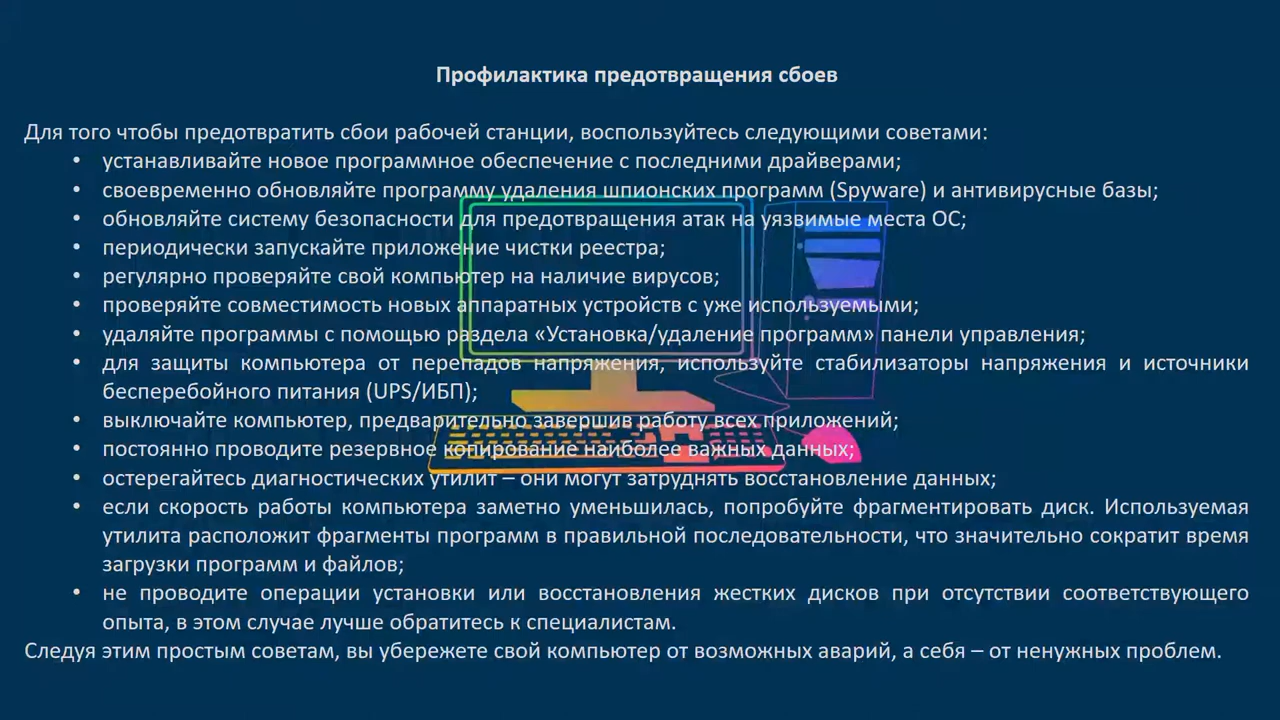 Профилактика предотвращения сбоев
Для того чтобы предотвратить сбои рабочей станции, воспользуйтесь следующими советами:
• устанавливайте новое программное обеспечение с последними драйверами;
• своевременно обновляйте программу удаления шпионских программ (Spyware) и антивирусные базы;
• обновляйте систему безопасности для предотвращения атак на уязвимые места ОС;
• периодически запускайте приложение чистки реестра;
• регулярно проверяйте свой компьютер на наличие вирусов;
• проверяйте совместимость новых аппаратных устройств с уже используемыми;
• удаляйте программы с помощью раздела «Установка/удаление программ» панели управления;
• для защиты компьютера от перепадов напряжения, используйте стабилизаторы напряжения и источники
бесперебойного питания (UPS/ИБП);
• выключайте компьютер, предварительно завершив работу всех приложений;
• постоянно проводите резервное копирование наиболее важных данных;
• остерегайтесь диагностических утилит – они могут затруднять восстановление данных;
• если скорость работы компьютера заметно уменьшилась, попробуйте фрагментировать диск. Используемая
утилита расположит фрагменты программ в правильной последовательности, что значительно сократит время
загрузки программ и файлов;
• не проводите операции установки или восстановления жестких дисков при отсутствии соответствующего
опыта, в этом случае лучше обратитесь к специалистам.
Следуя этим простым советам, вы убережете свой компьютер от возможных аварий, а себя – от ненужных проблем.